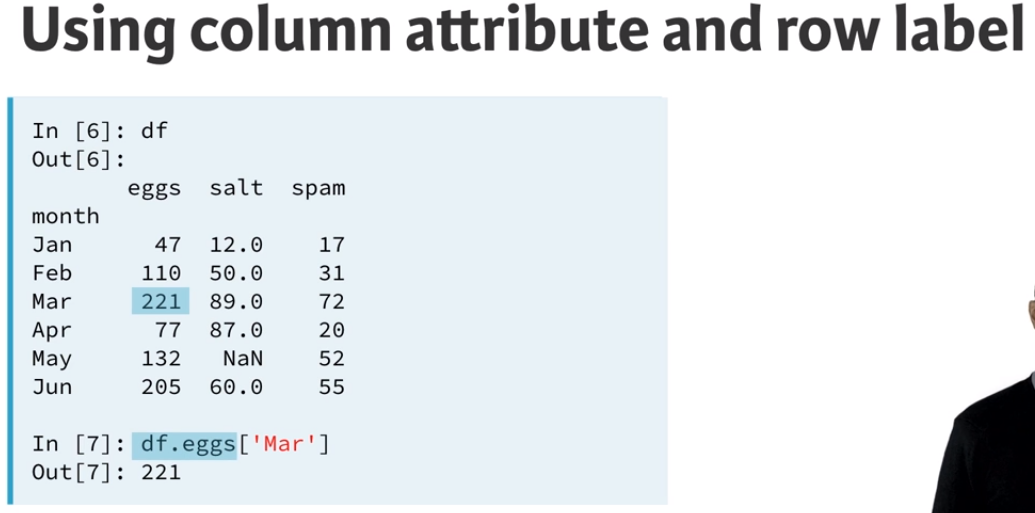 Using column attribute and row label
In [6]: df
Out[6]:
eggs salt spam
month
Jan 47 12.0 17
Feb 110 50.0 31
Mar 221 89.0 72
Apr 77 87.0 20
May 132 NaN 52
Jun 205 60.0 55
In [7]: df.eggs['Mar']
Out[7]: 221